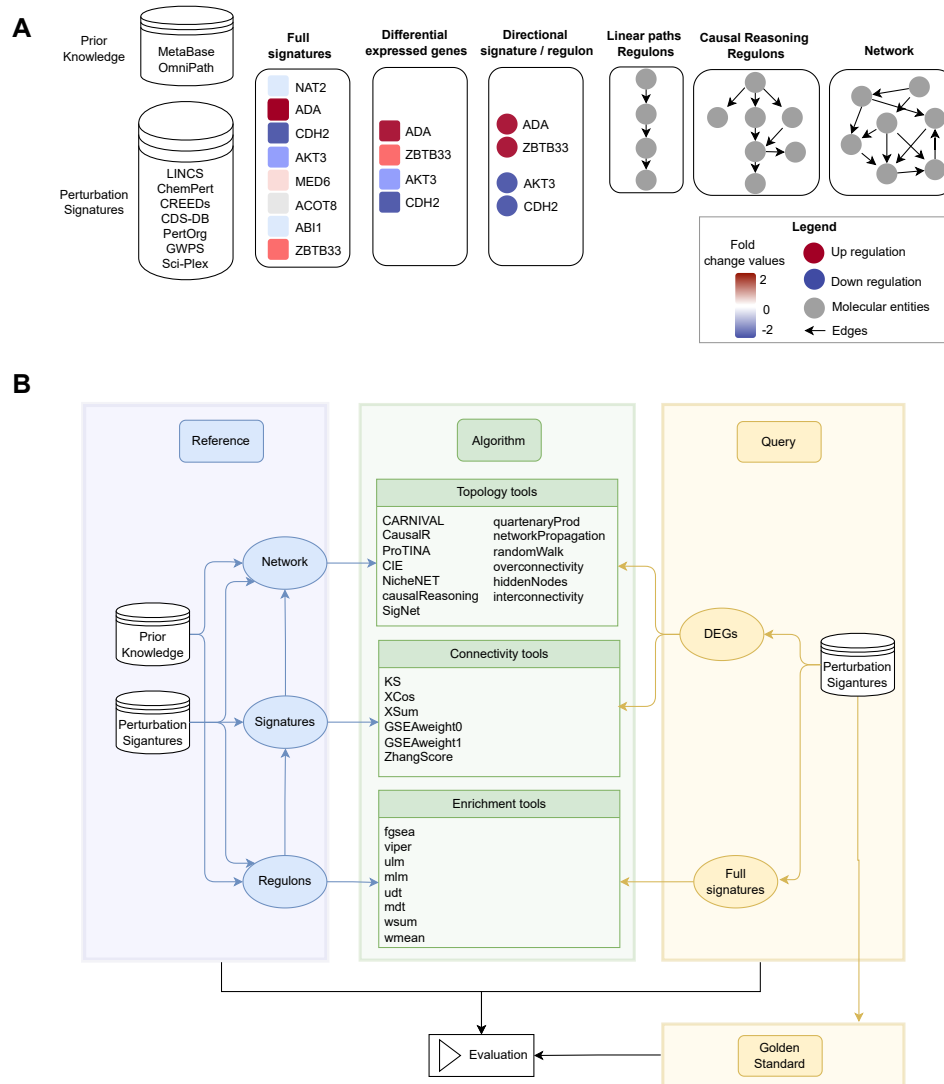 A
Prior
Knowledge
MetaBase
OmniPath
Perturbation
Signatures
LINCS
ChemPert
CREEDs
CDS-DB
PertOrg
GWPS
Sci-Plex
Full
signatures
NAT2
ADA
CDH2
AKT3
MED6
ACOT8
ABI1
ZBTB33
Differential
expressed genes
ADA
ZBTB33
AKT3
CDH2
Directional
signature / regulon
ADA
ZBTB33
AKT3
CDH2
Linear paths
Regulons
Causal Reasoning
Regulons
Network
Legend
Fold
change values
2
0
-2
Up regulation
Down regulation
Molecular entities
Edges
B
Reference
Algorithm
Query
Network
Prior
Knowledge
Perturbation
Sigantures
Signatures
Regulons
Topology tools
CARNIVAL
CausalR
ProTINA
CIE
NicheNET
causalReasoning
SigNet
quartenaryProd
networkPropagation
randomWalk
overconnectivity
hiddenNodes
interconnectivity
Connectivity tools
KS
XCos
XSum
GSEAweight0
GSEAweight1
ZhangScore
Enrichment tools
fgsea
viper
ulm
mlm
udt
mdt
wsum
wmean
DEGs
Perturbation
Sigantures
Full
signatures
Evaluation
Golden
Standard